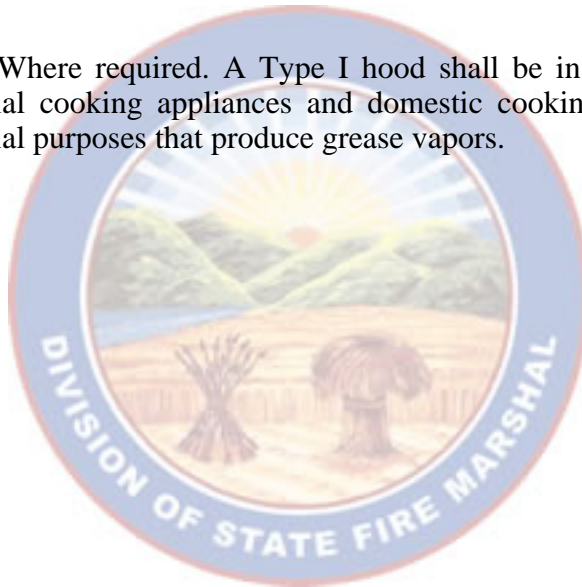 Where required. A Type I hood shall be in
al cooking appliances and domestic cookin
al purposes that produce grease vapors.
DIVISION OF STATE FIRE MARSHAL